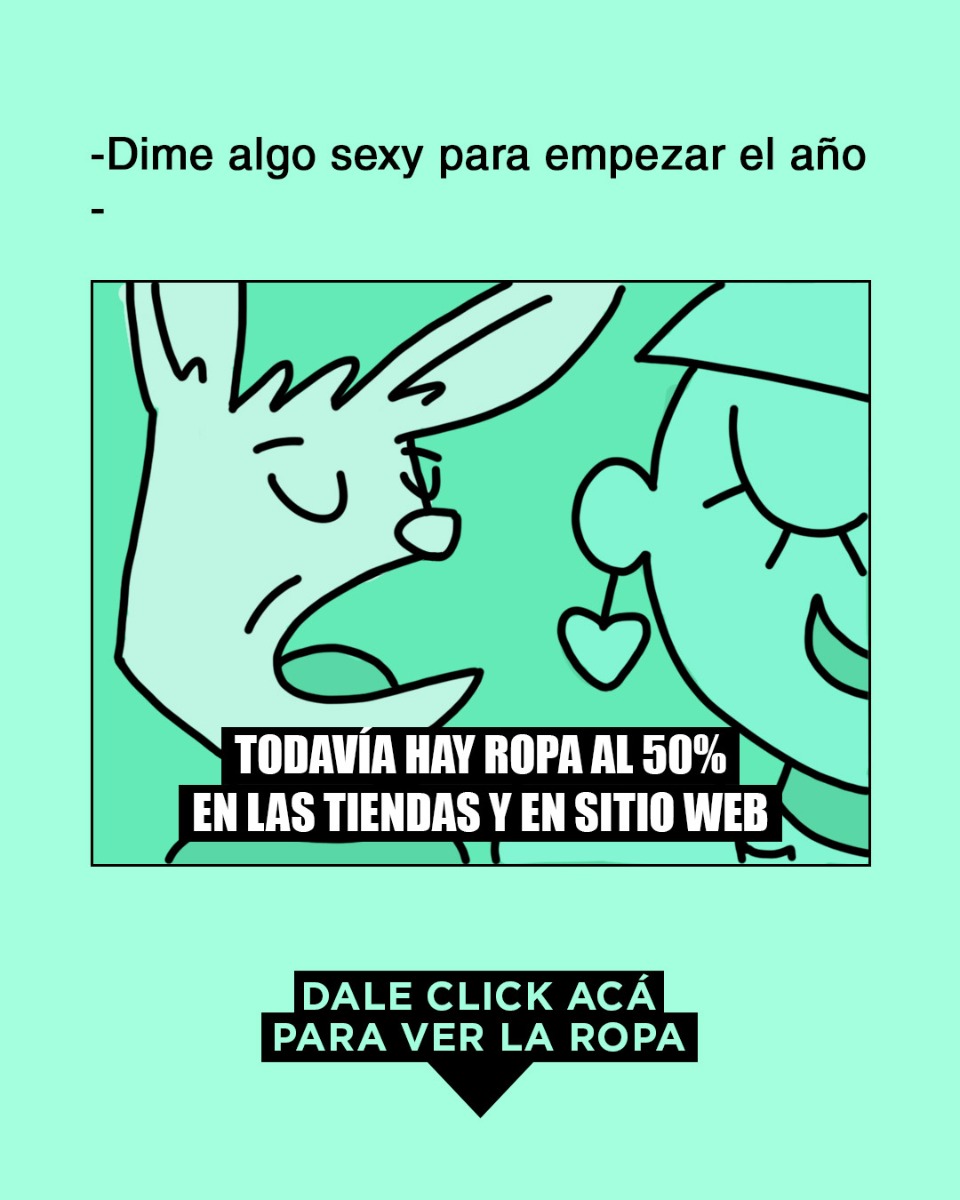 -Dime algo sexy para empezar el año
-
TODAVÍA HAY ROPA AL 50%
EN LAS TIENDAS Y EN SITIO WEB
DALE CLICK ACÁ
PARA VER LA ROPA